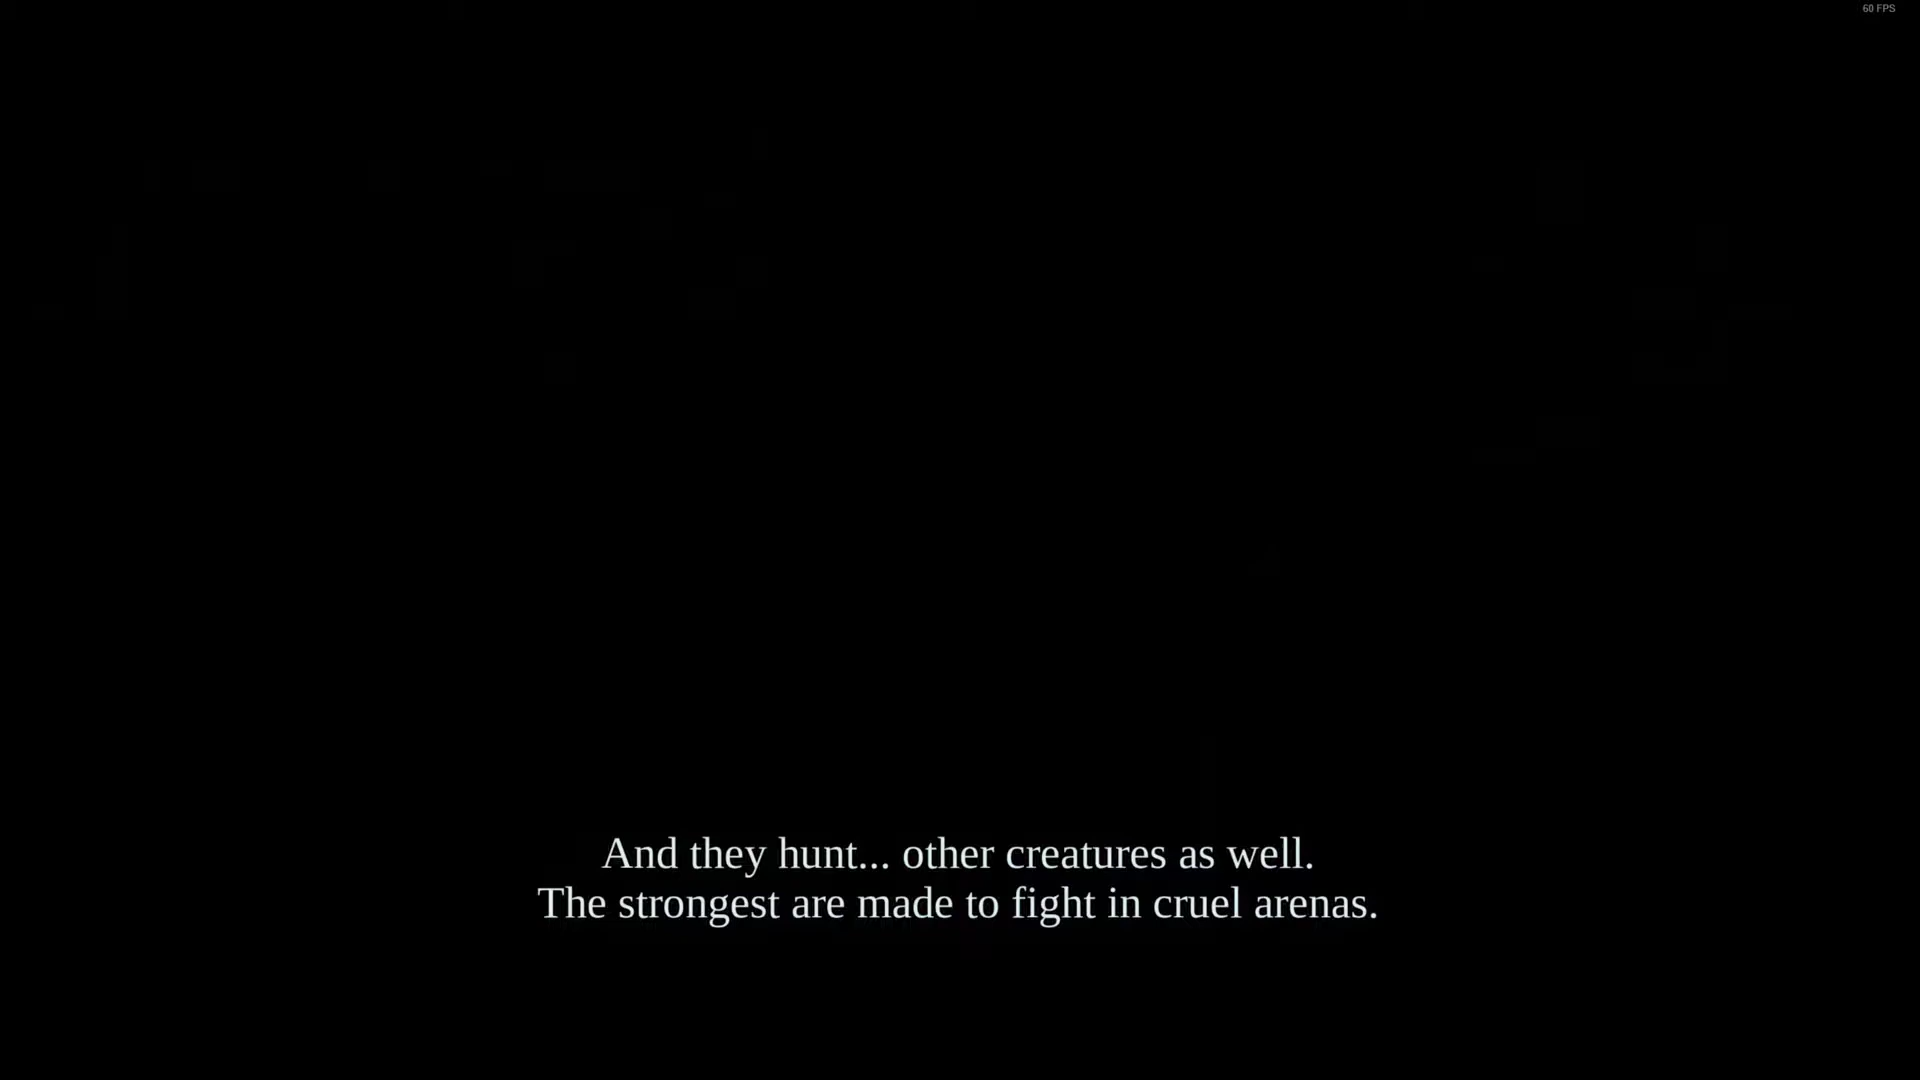 60 FPS
And they hunt... other creatures as well.
The strongest are made to fight in cruel arenas.